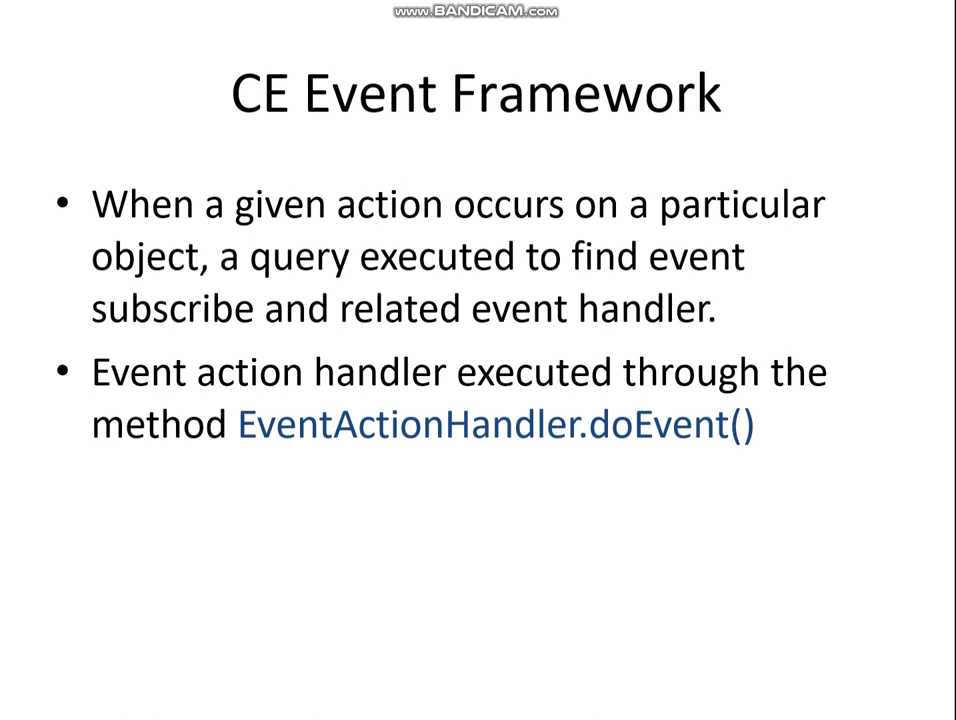 www.BANDICAM.com
CE Event Framework
• When a given action occurs on a particular
object, a query executed to find event
subscribe and related event handler.
• Event action handler executed through the
method EventActionHandler.doEvent()